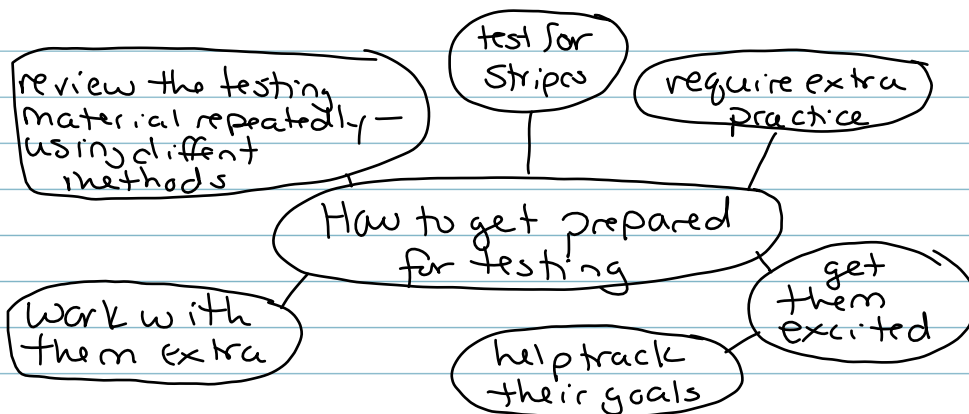 test for
stripes
review the testing
material repeatedly–
using diffent
methods
require extra
practice
How to get prepared
for testing
get
them
excited
work with
them extra
help track
their goals